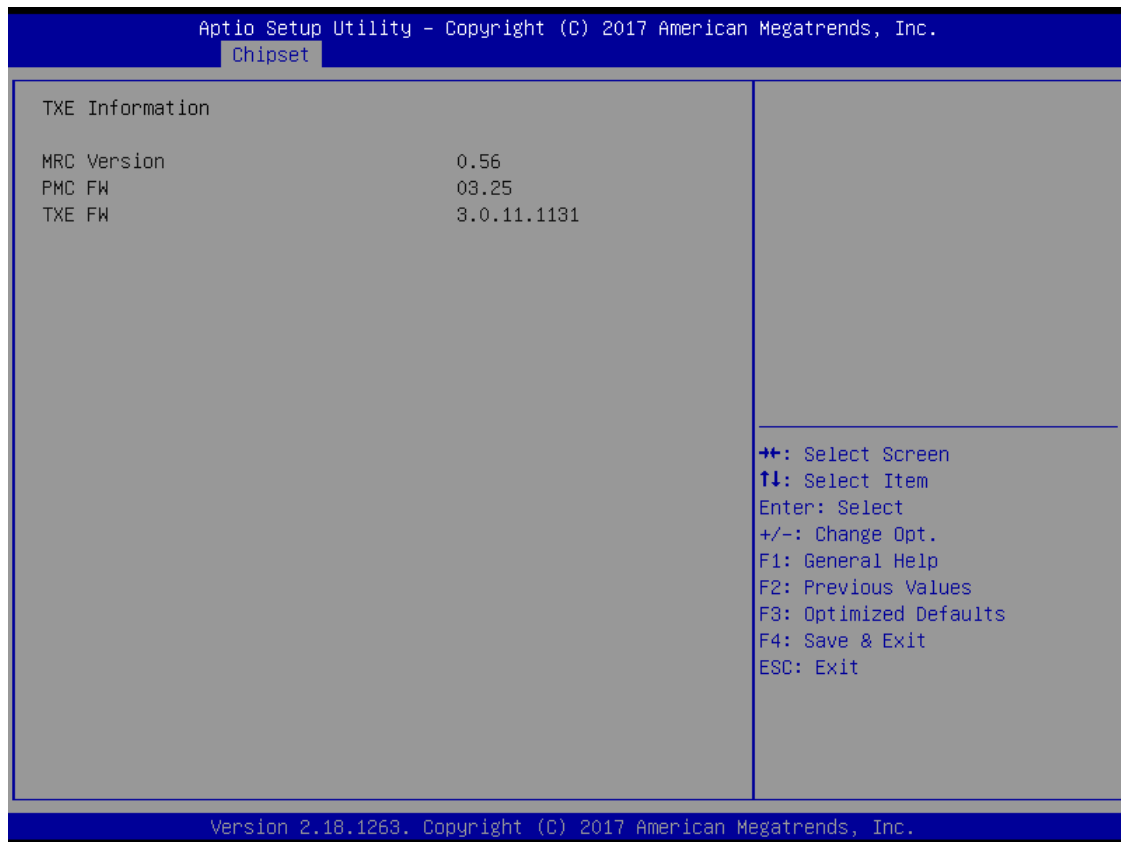 Aptio Setup Utility – Copyright (C) 2017 American Megatrends, Inc.
Chipset
TXE Information
MRC Version 0.56
PMC FW 03.25
TXE FW 3.0.11.1131
→←: Select Screen
↑↓: Select Item
Enter: Select
+/-: Change Opt.
F1: General Help
F2: Previous Values
F3: Optimized Defaults
F4: Save & Exit
ESC: Exit
Version 2.18.1263. Copyright (C) 2017 American Megatrends, Inc.